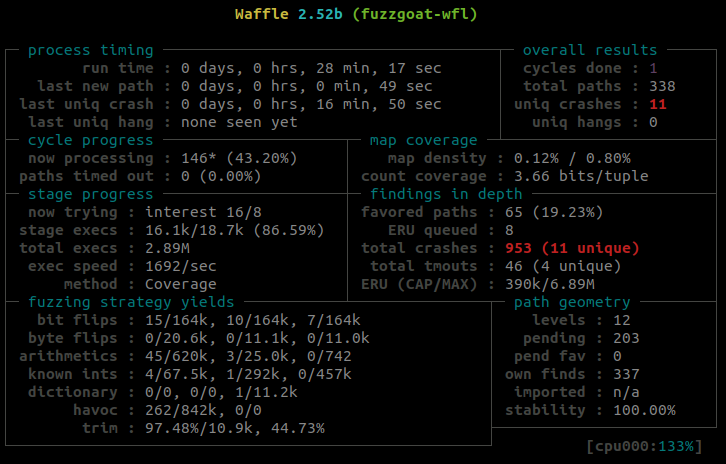 Waffle 2.52b (fuzzgoat-wfl)
process timing
run time : 0 days, 0 hrs, 28 min, 17 sec
last new path : 0 days, 0 hrs, 0 min, 49 sec
last uniq crash : 0 days, 0 hrs, 16 min, 50 sec
last uniq hang : none seen yet
overall results
cycles done : 1
total paths : 338
uniq crashes : 11
uniq hangs : 0
cycle progress
now processing : 146* (43.20%)
paths timed out : 0 (0.00%)
map coverage
map density : 0.12% / 0.80%
count coverage : 3.66 bits/tuple
stage progress
now trying : interest 16/8
stage execs : 16.1k/18.7k (86.59%)
total execs : 2.89M
exec speed : 1692/sec
method : Coverage
findings in depth
favored paths : 65 (19.23%)
ERU queued : 8
total crashes : 953 (11 unique)
total tmouts : 46 (4 unique)
ERU (CAP/MAX) : 390k/6.89M
fuzzing strategy yields
bit flips : 15/164k, 10/164k, 7/164k
byte flips : 0/20.6k, 0/11.1k, 0/11.0k
arithmetics : 45/620k, 3/25.0k, 0/742
known ints : 4/67.5k, 1/292k, 0/457k
dictionary : 0/0, 0/0, 1/11.2k
havoc : 262/842k, 0/0
trim : 97.48%/10.9k, 44.73%
path geometry
levels : 12
pending : 203
pend fav : 0
own finds : 337
imported : n/a
stability : 100.00%
[cpu000:133%]